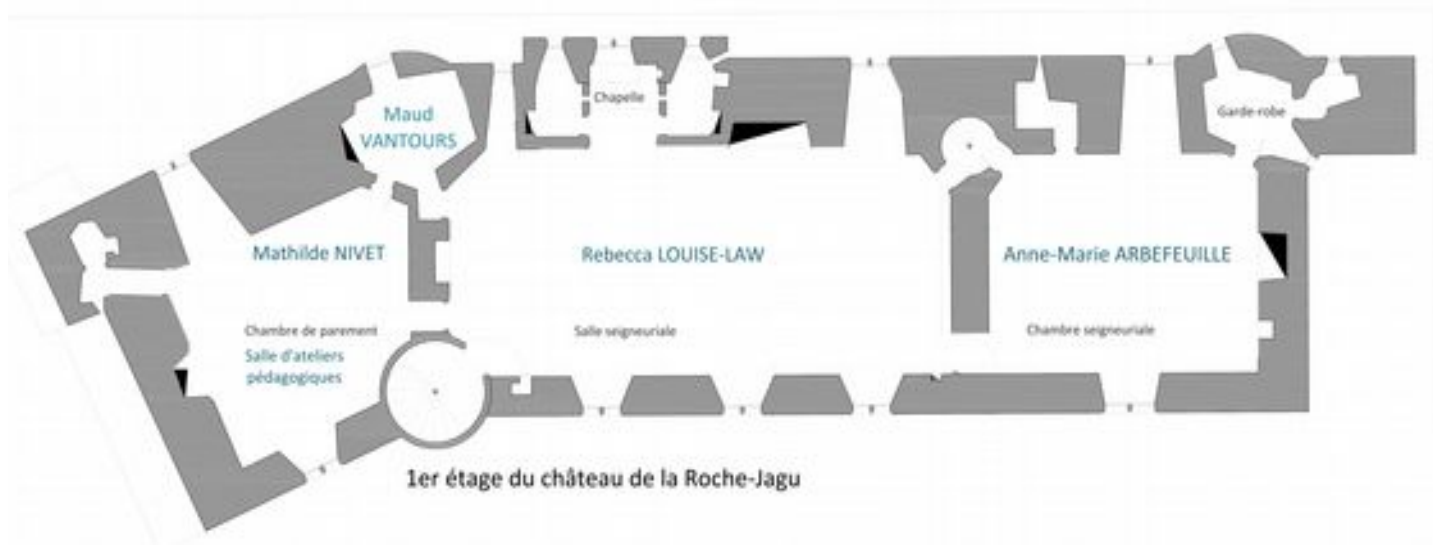 Chapelle
Maud
VANTOURS
Garde-robe
Mathilde NIVET
Rebecca LOUISE-LAW
Anne-Marie ARBEFEUILLE
Chambre de parement
Salle seigneuriale
Chambre seigneuriale
Salle d'ateliers
pédagogiques
1er étage du château de la Roche-Jagu